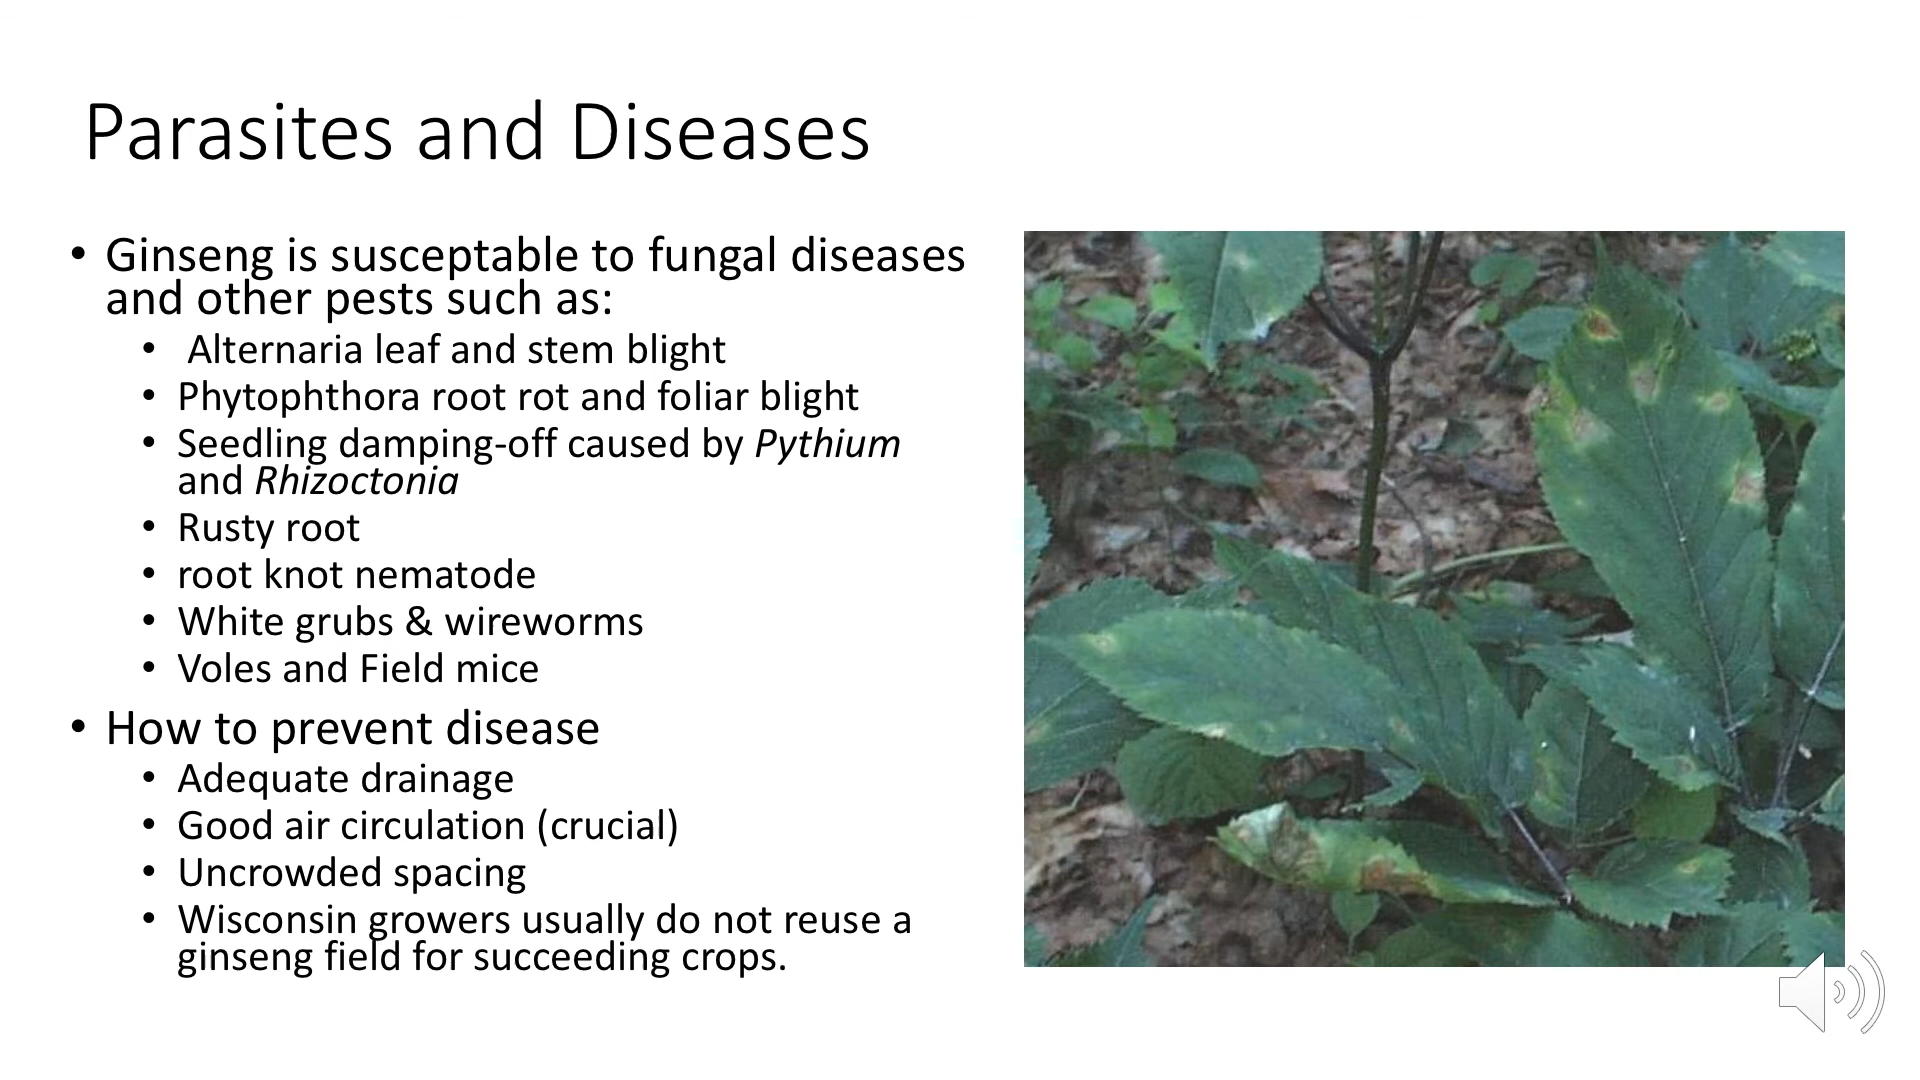 Parasites and Diseases
• Ginseng is susceptable to fungal diseases
and other pests such as:
• Alternaria leaf and stem blight
• Phytophthora root rot and foliar blight
• Seedling damping-off caused by Pythium
and Rhizoctonia
• Rusty root
• root knot nematode
• White grubs & wireworms
• Voles and Field mice
• How to prevent disease
• Adequate drainage
• Good air circulation (crucial)
• Uncrowded spacing
• Wisconsin growers usually do not reuse a
ginseng field for succeeding crops.